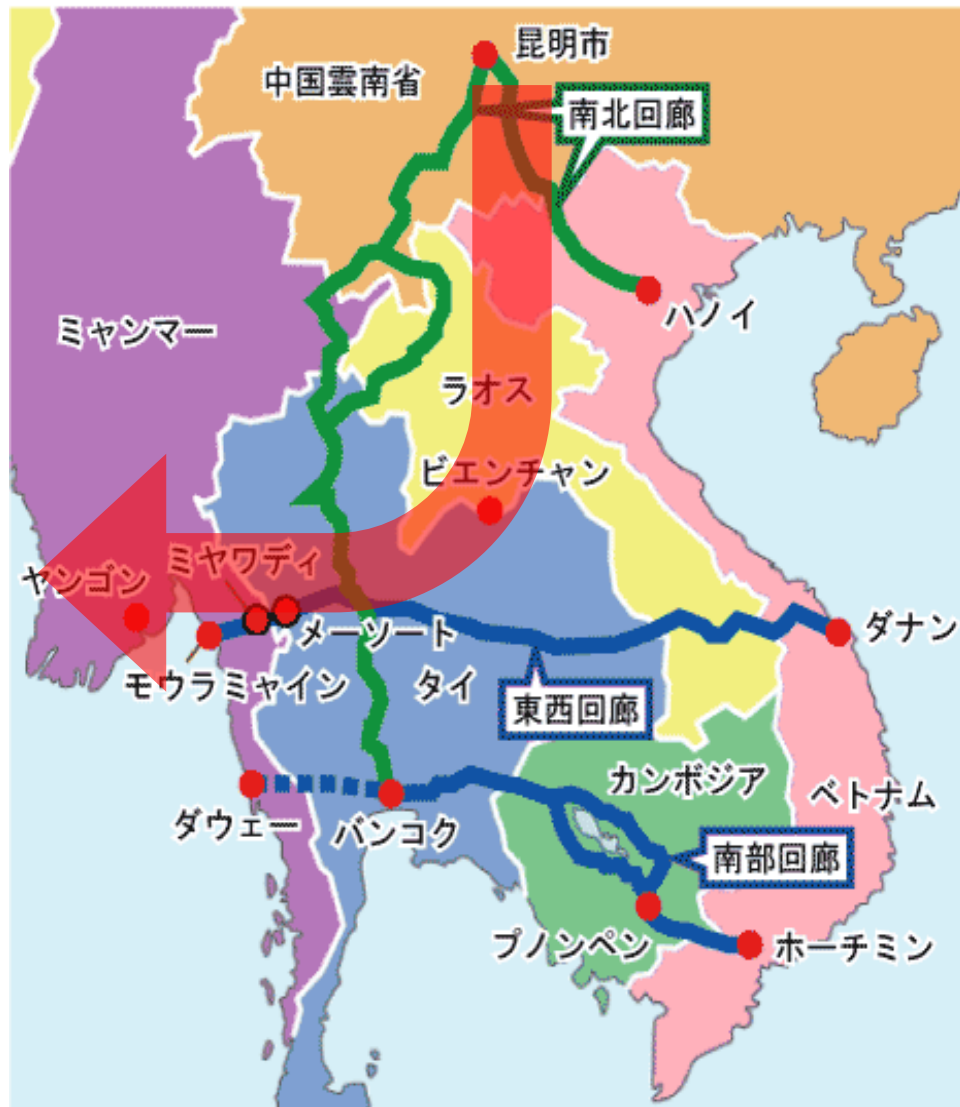 昆明市
中国雲南省
南北回廊
ミャンマー
ハノイ
ラオス
ビエンチャン
ミヤワディ
ヤンゴン
メーソート
ダナン
モウラミャイン
タイ
東西回廊
カンボジア
ベトナム
ダウェー
バンコク
南部回廊
プノンペン
ホーチミン